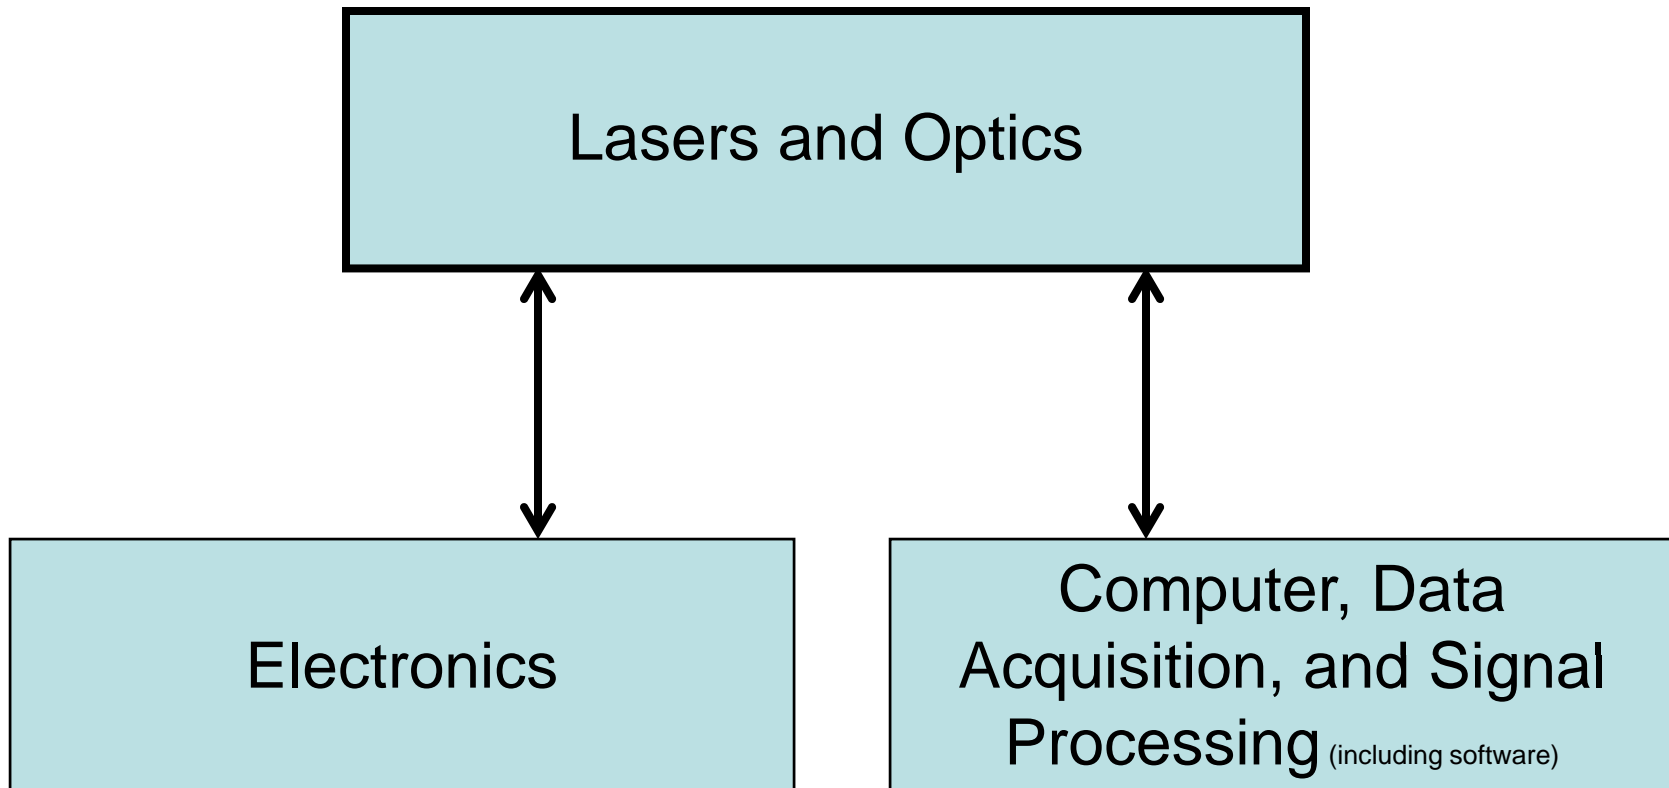 Lasers and Optics
Electronics
Computer, Data
Acquisition, and Signal
Processing (including software)